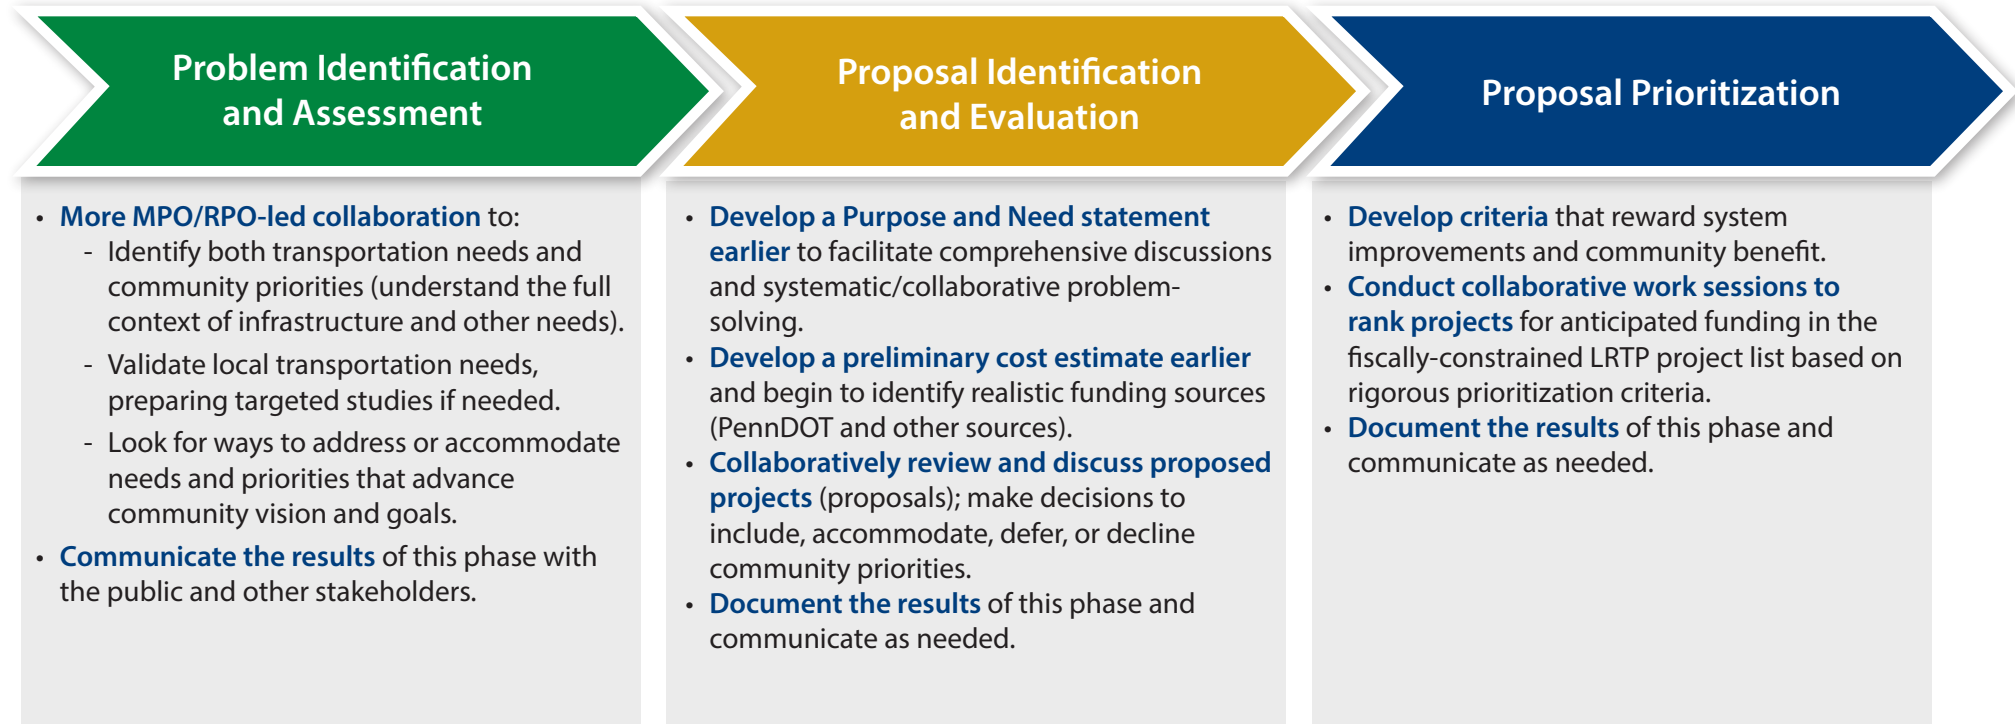 Problem Identification
and Assessment
• More MPO/RPO-led collaboration to:
- Identify both transportation needs and
community priorities (understand the full
context of infrastructure and other needs).
- Validate local transportation needs,
preparing targeted studies if needed.
- Look for ways to address or accommodate
needs and priorities that advance
community vision and goals.
• Communicate the results of this phase with
the public and other stakeholders.
Proposal Identification
and Evaluation
• Develop a Purpose and Need statement
earlier to facilitate comprehensive discussions
and systematic/collaborative problem-
solving.
• Develop a preliminary cost estimate earlier
and begin to identify realistic funding sources
(PennDOT and other sources).
• Collaboratively review and discuss proposed
projects (proposals); make decisions to
include, accommodate, defer, or decline
community priorities.
• Document the results of this phase and
communicate as needed.
Proposal Prioritization
• Develop criteria that reward system
improvements and community benefit.
• Conduct collaborative work sessions to
rank projects for anticipated funding in the
fiscally-constrained LRTP project list based on
rigorous prioritization criteria.
• Document the results of this phase and
communicate as needed.